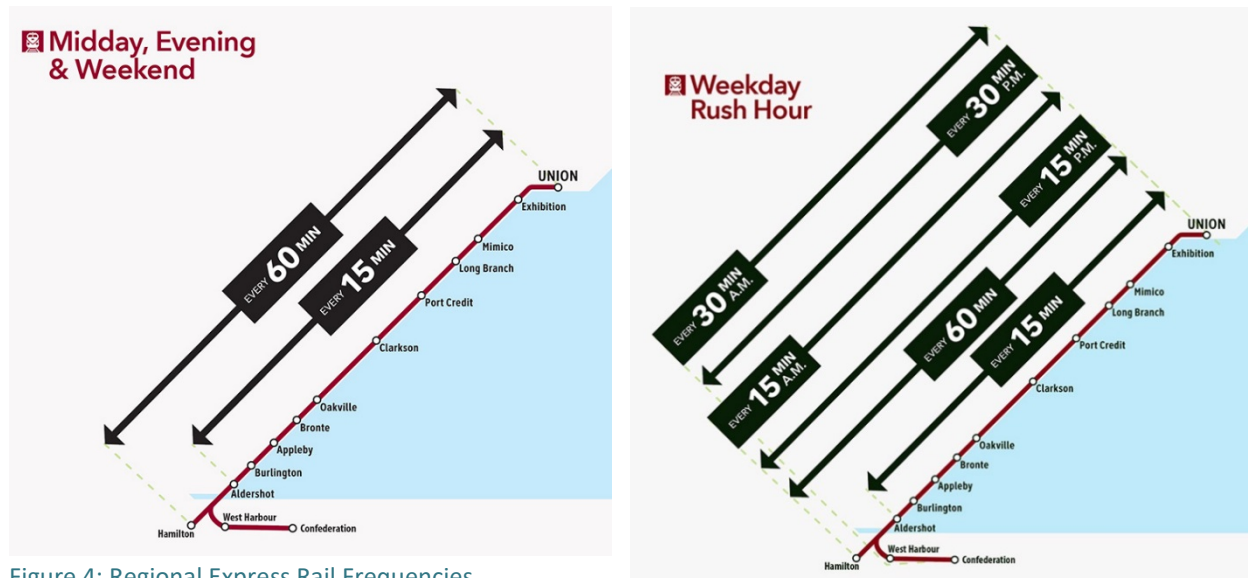 Midday, Evening
& Weekend
EVERY 60 MIN
EVERY 15 MIN
UNION
Exhibition
Mimico
Long Branch
Port Credit
Clarkson
Oakville
Bronte
Appleby
Burlington
Aldershot
West Harbour
Hamilton
Confederation
Figure 4: Regional Express Rail Frequencies
Weekday
Rush Hour
EVERY 30 MIN P.M.
EVERY 15 MIN P.M.
EVERY 30 MIN A.M.
EVERY 15 MIN A.M.
EVERY 60 MIN
EVERY 15 MIN
UNION
Exhibition
Mimico
Long Branch
Port Credit
Clarkson
Oakville
Bronte
Appleby
Burlington
Aldershot
West Harbour
Hamilton
Confederation